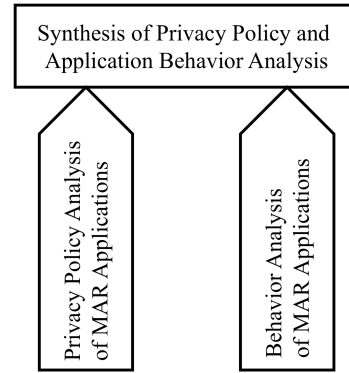 Synthesis of Privacy Policy and
Application Behavior Analysis
Privacy Policy Analysis
of MAR Applications
Behavior Analysis
of MAR Applications